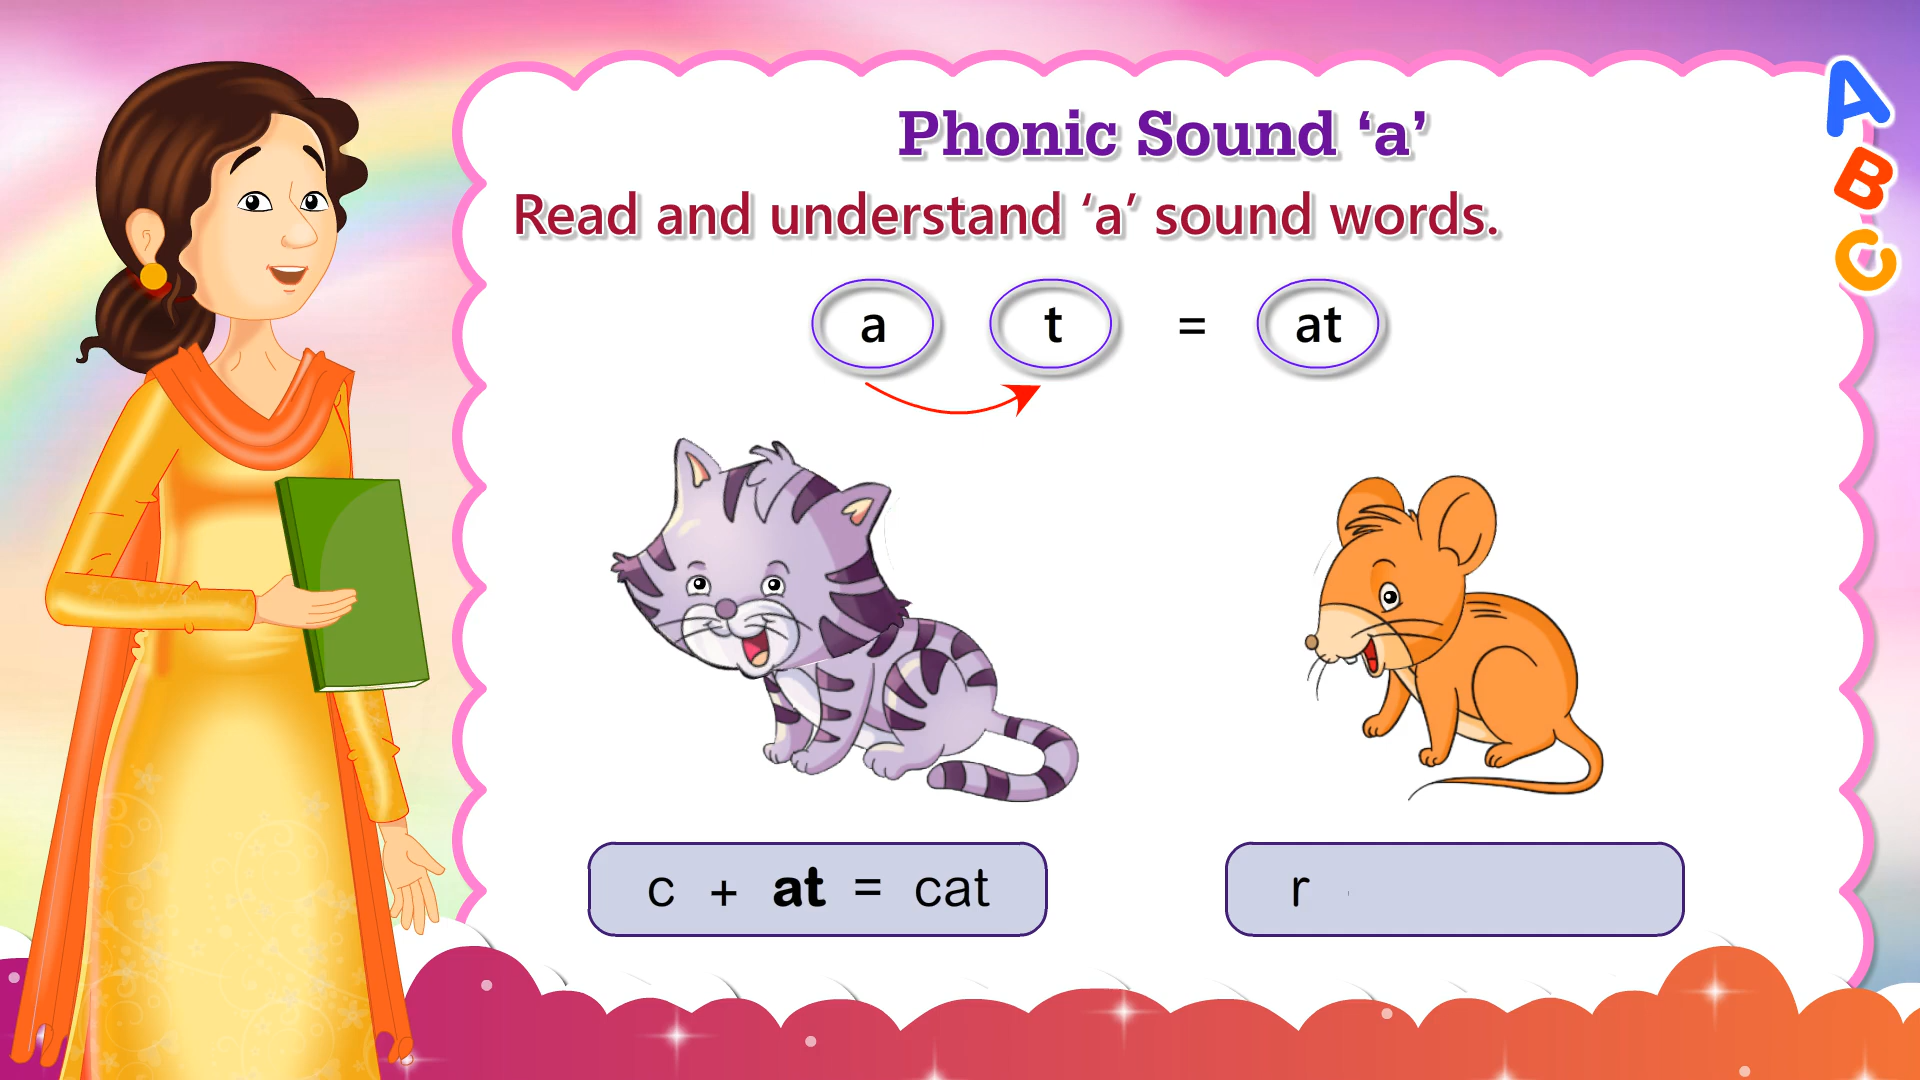 Phonic Sound ‘a’
Read and understand ‘a’ sound words.
a t = at
c + at = cat
r
A
B
C